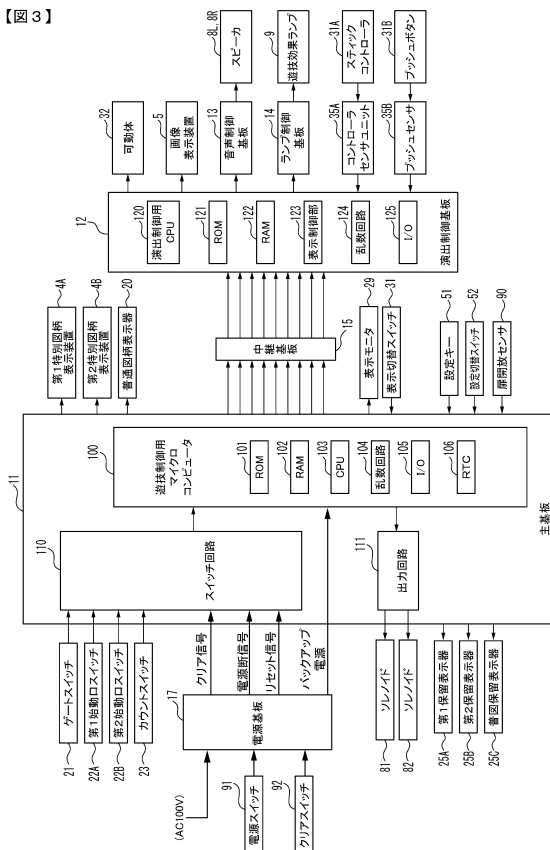 【図３】
8L, 8R
スピーカ
9
遊技効果ランプ
31A
スティック
コントローラ
31B
プッシュボタン
32
可動体
5
画像
表示装置
13
音声制御
基板
14
ランプ制御
基板
35A
コントローラ
センサユニット
35B
プッシュセンサ
12
120
演出制御用
CPU
121
ROM
122
RAM
123
表示制御部
124
乱数回路
125
I/O
演出制御基板
4A
第1特別図柄
表示装置
4B
第2特別図柄
表示装置
20
普通図柄表示器
15
中継基板
29
表示モニタ
31
表示切替スイッチ
51
設定キー
52
設定切替スイッチ
90
扉開放センサ
11
100
遊技制御用
マイクロ
コンピュータ
101
ROM
102
RAM
103
CPU
104
乱数回路
105
I/O
106
RTC
主基板
110
スイッチ回路
111
出力回路
21
ゲートスイッチ
22A
第1始動口スイッチ
22B
第2始動口スイッチ
23
カウントスイッチ
クリア信号
電源断信号
リセット信号
バックアップ
電源
17
電源基板
(AC100V)
91
電源スイッチ
92
クリアスイッチ
81
ソレノイド
82
ソレノイド
25A
第1保留表示器
25B
第2保留表示器
25C
普図保留表示器